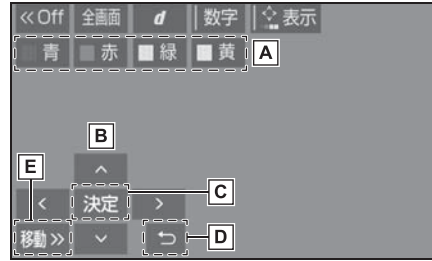 <<Off 全画面 d 数字 表示
青 赤 緑 黄 A
B
E
^
< 決定 > C
移動>> ⌵ ⮌ D